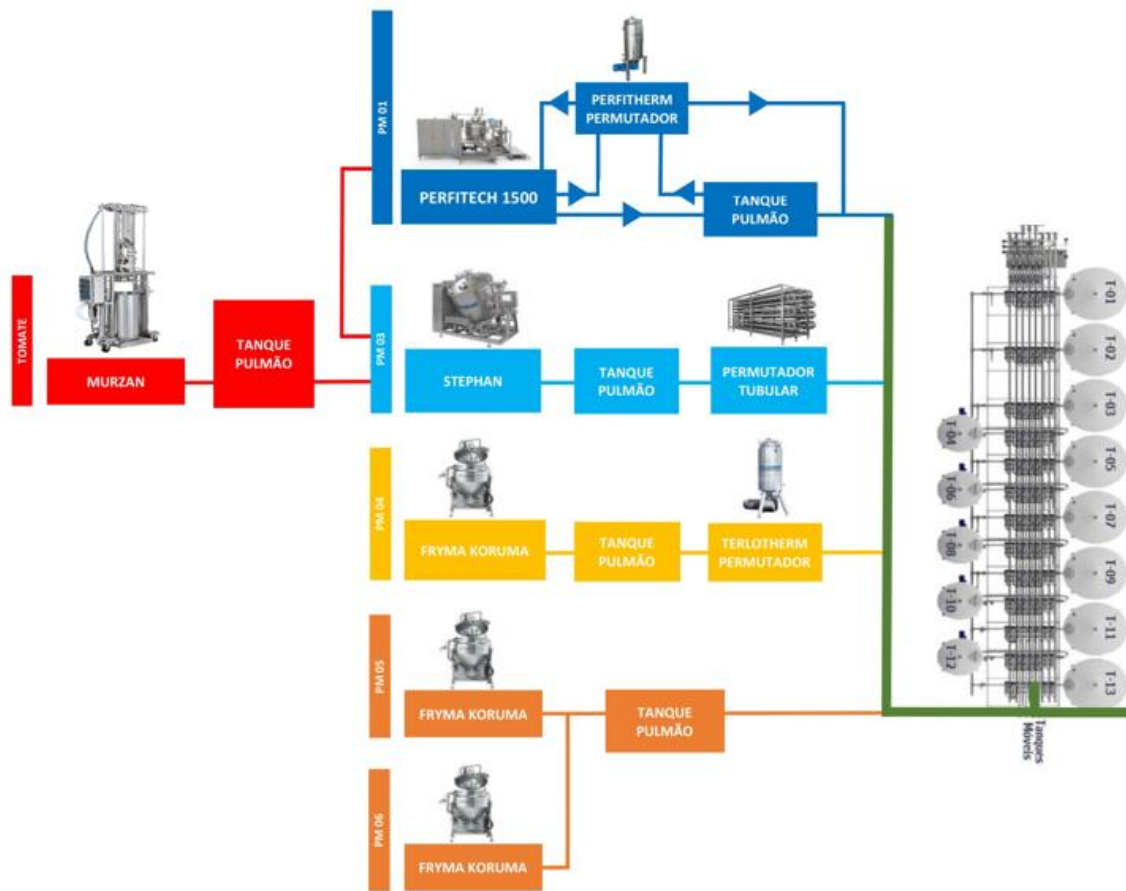 TOMATE
MURZAN
TANQUE
PULMÃO
PM 01
PERFITECH 1500
PERFITHERM
PERMUTADOR
TANQUE
PULMÃO
PM 03
STEPHAN
TANQUE
PULMÃO
PERMUTADOR
TUBULAR
PM 04
FRYMA KORUMA
TANQUE
PULMÃO
TERLOTHERM
PERMUTADOR
PM 05
FRYMA KORUMA
TANQUE
PULMÃO
PM 06
FRYMA KORUMA
T-01
T-02
T-03
T-04
T-05
T-06
T-07
T-08
T-09
T-10
T-11
T-12
T-13
Tanques
Móveis